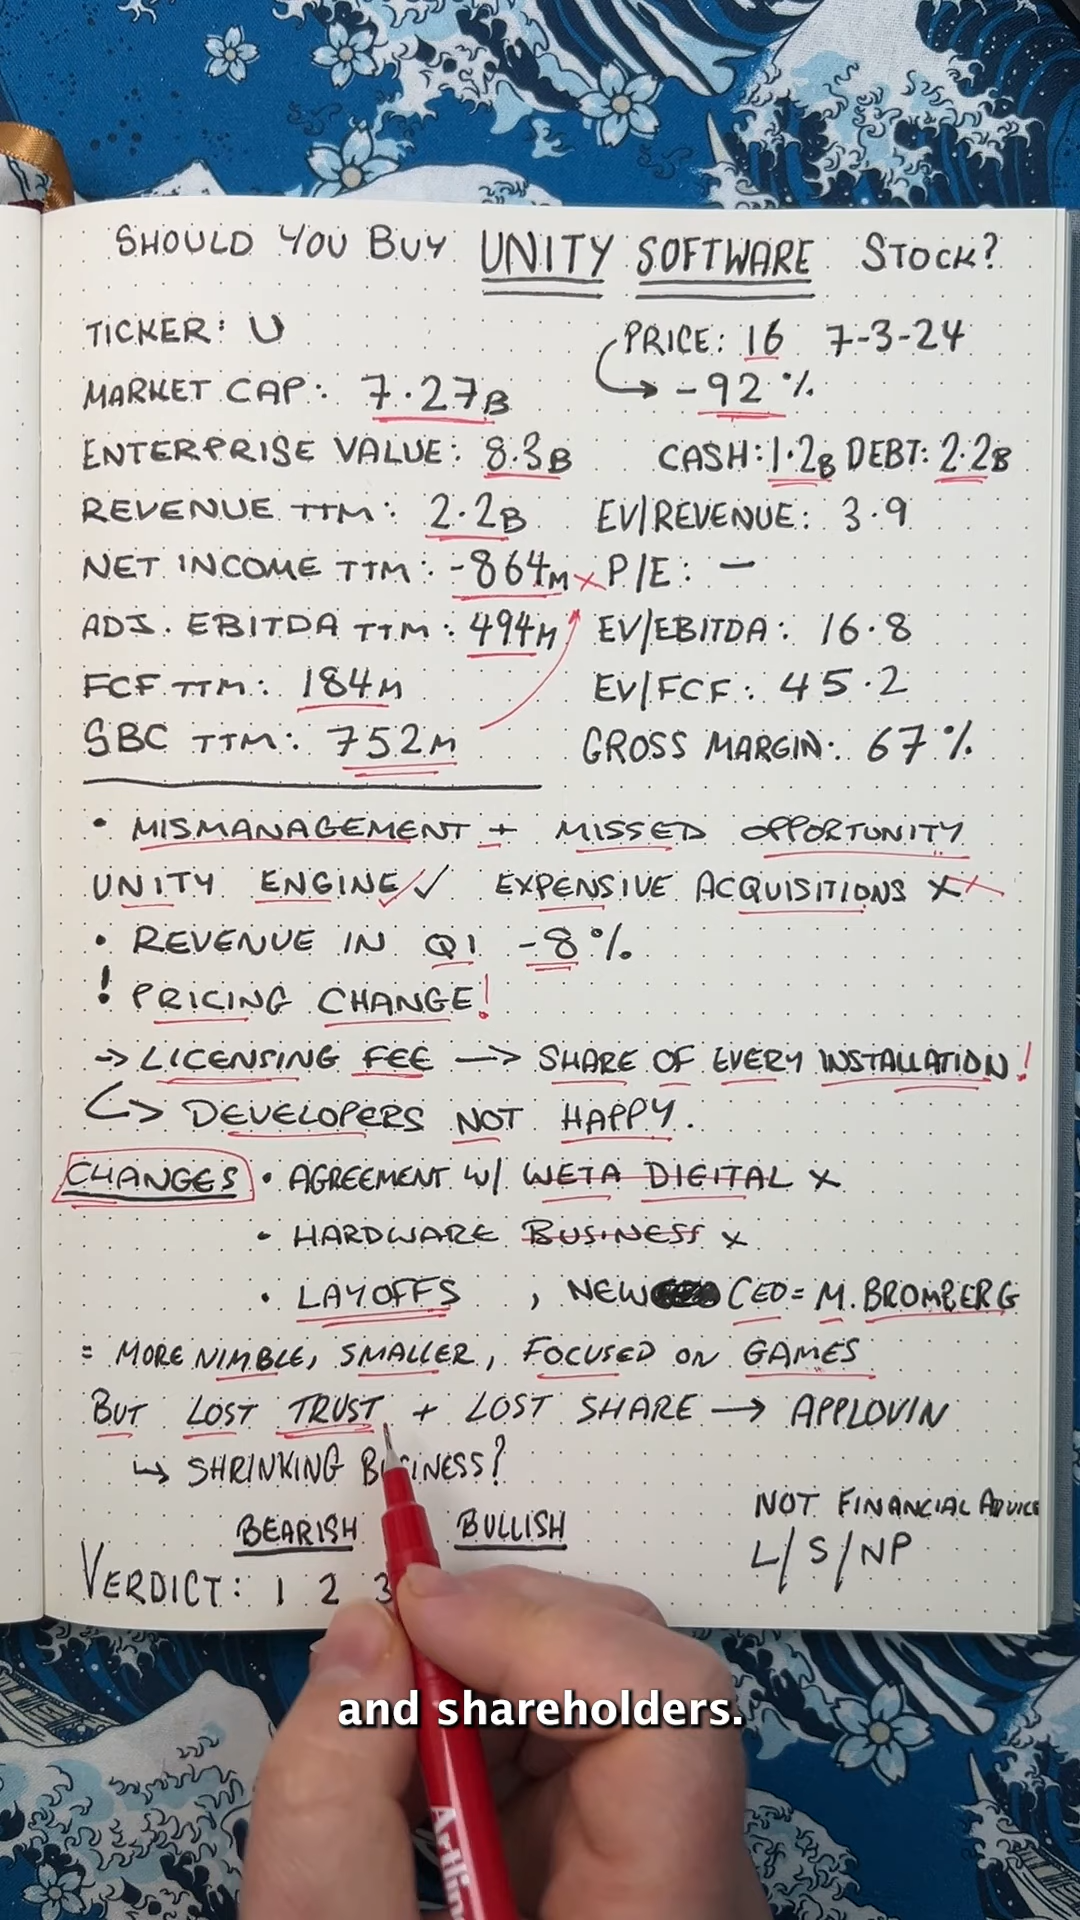 SHOULD YOU BUY UNITY SOFTWARE STOCK?
TICKER: U
PRICE: 16 7-3-24
MARKET CAP: 7.27B
-92%
ENTERPRISE VALUE: 8.3B
CASH: 1.2B DEBT: 2.2B
REVENUE TTM: 2.2B
EV/REVENUE: 3.9
NET INCOME TTM: -864M x
P/E: —
ADJ. EBITDA TTM: 494M
EV/EBITDA: 16.8
FCF TTM: 184M
EV/FCF: 45.2
SBC TTM: 752M
GROSS MARGIN: 67%
• MISMANAGEMENT + MISSED OPPORTUNITY
UNITY ENGINE ✓ EXPENSIVE ACQUISITIONS x
• REVENUE IN Q1 -8%
! PRICING CHANGE!
→ LICENSING FEE → SHARE OF EVERY INSTALLATION!
↳ DEVELOPERS NOT HAPPY.
CHANGES • AGREEMENT W/ WETA DIGITAL x
• HARDWARE BUSINESS x
• LAYOFFS, NEW CEO = M. BROMBERG
= MORE NIMBLE, SMALLER, FOCUSED ON GAMES
BUT LOST TRUST + LOST SHARE → APPLOVIN
↳ SHRINKING BUSINESS?
NOT FINANCIAL ADVICE
BEARISH BULLISH
L/S/NP
VERDICT: 1 2 3
and shareholders.